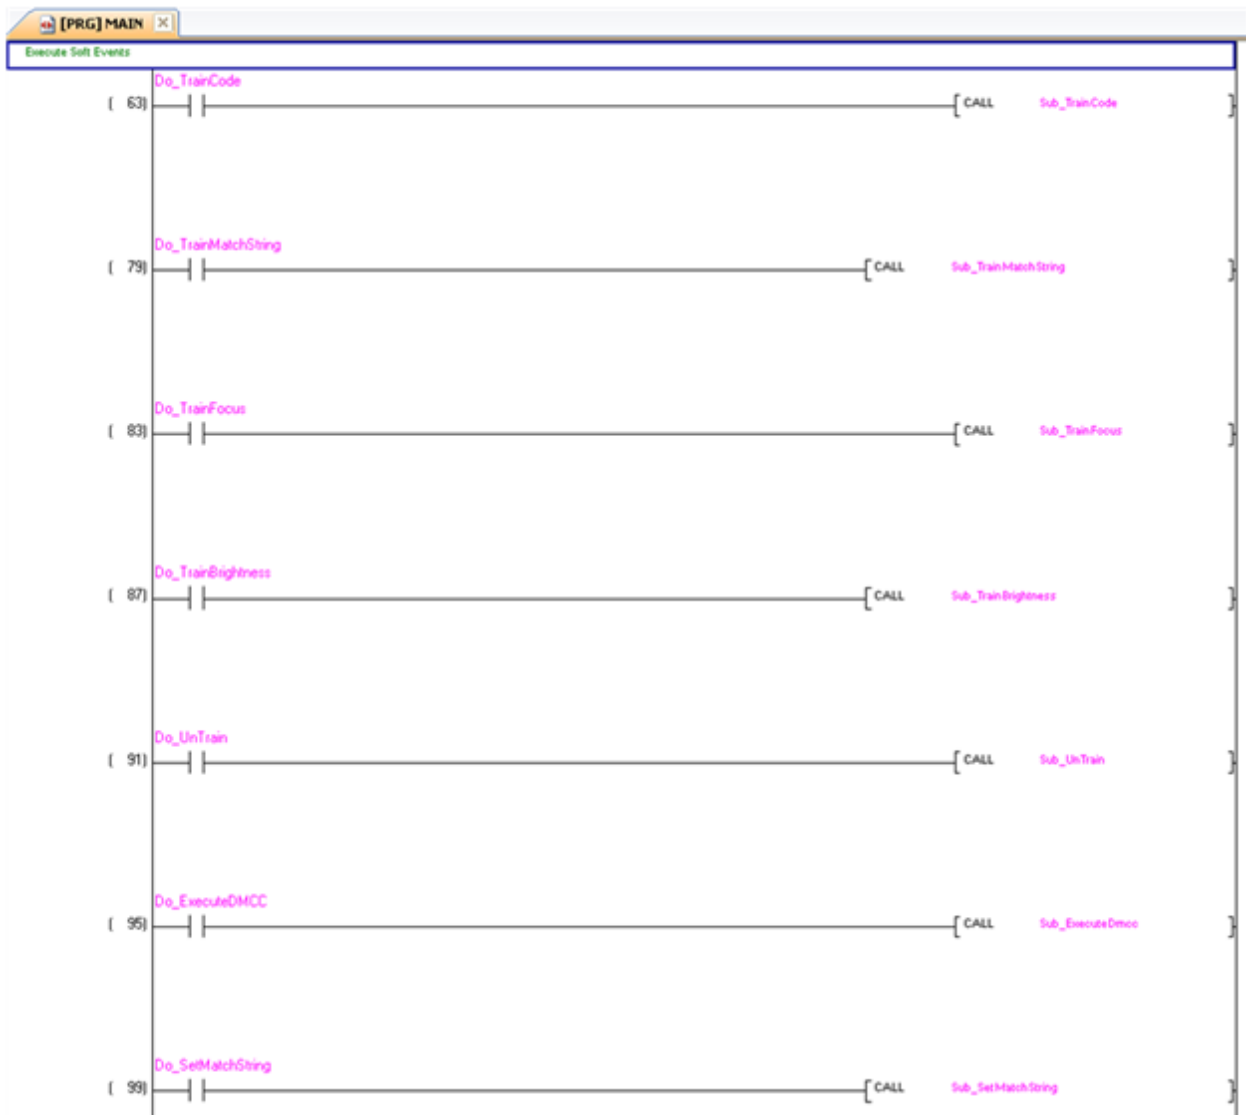 [PRG] MAIN
Execute Soft Events
Do_TrainCode
( 63) CALL Sub_TrainCode
Do_TrainMatchString
( 79) CALL Sub_TrainMatchString
Do_TrainFocus
( 83) CALL Sub_TrainFocus
Do_TrainBrightness
( 87) CALL Sub_TrainBrightness
Do_UnTrain
( 91) CALL Sub_UnTrain
Do_ExecuteDMCC
( 95) CALL Sub_ExecuteDmcc
Do_SetMatchString
( 99) CALL Sub_SetMatchString